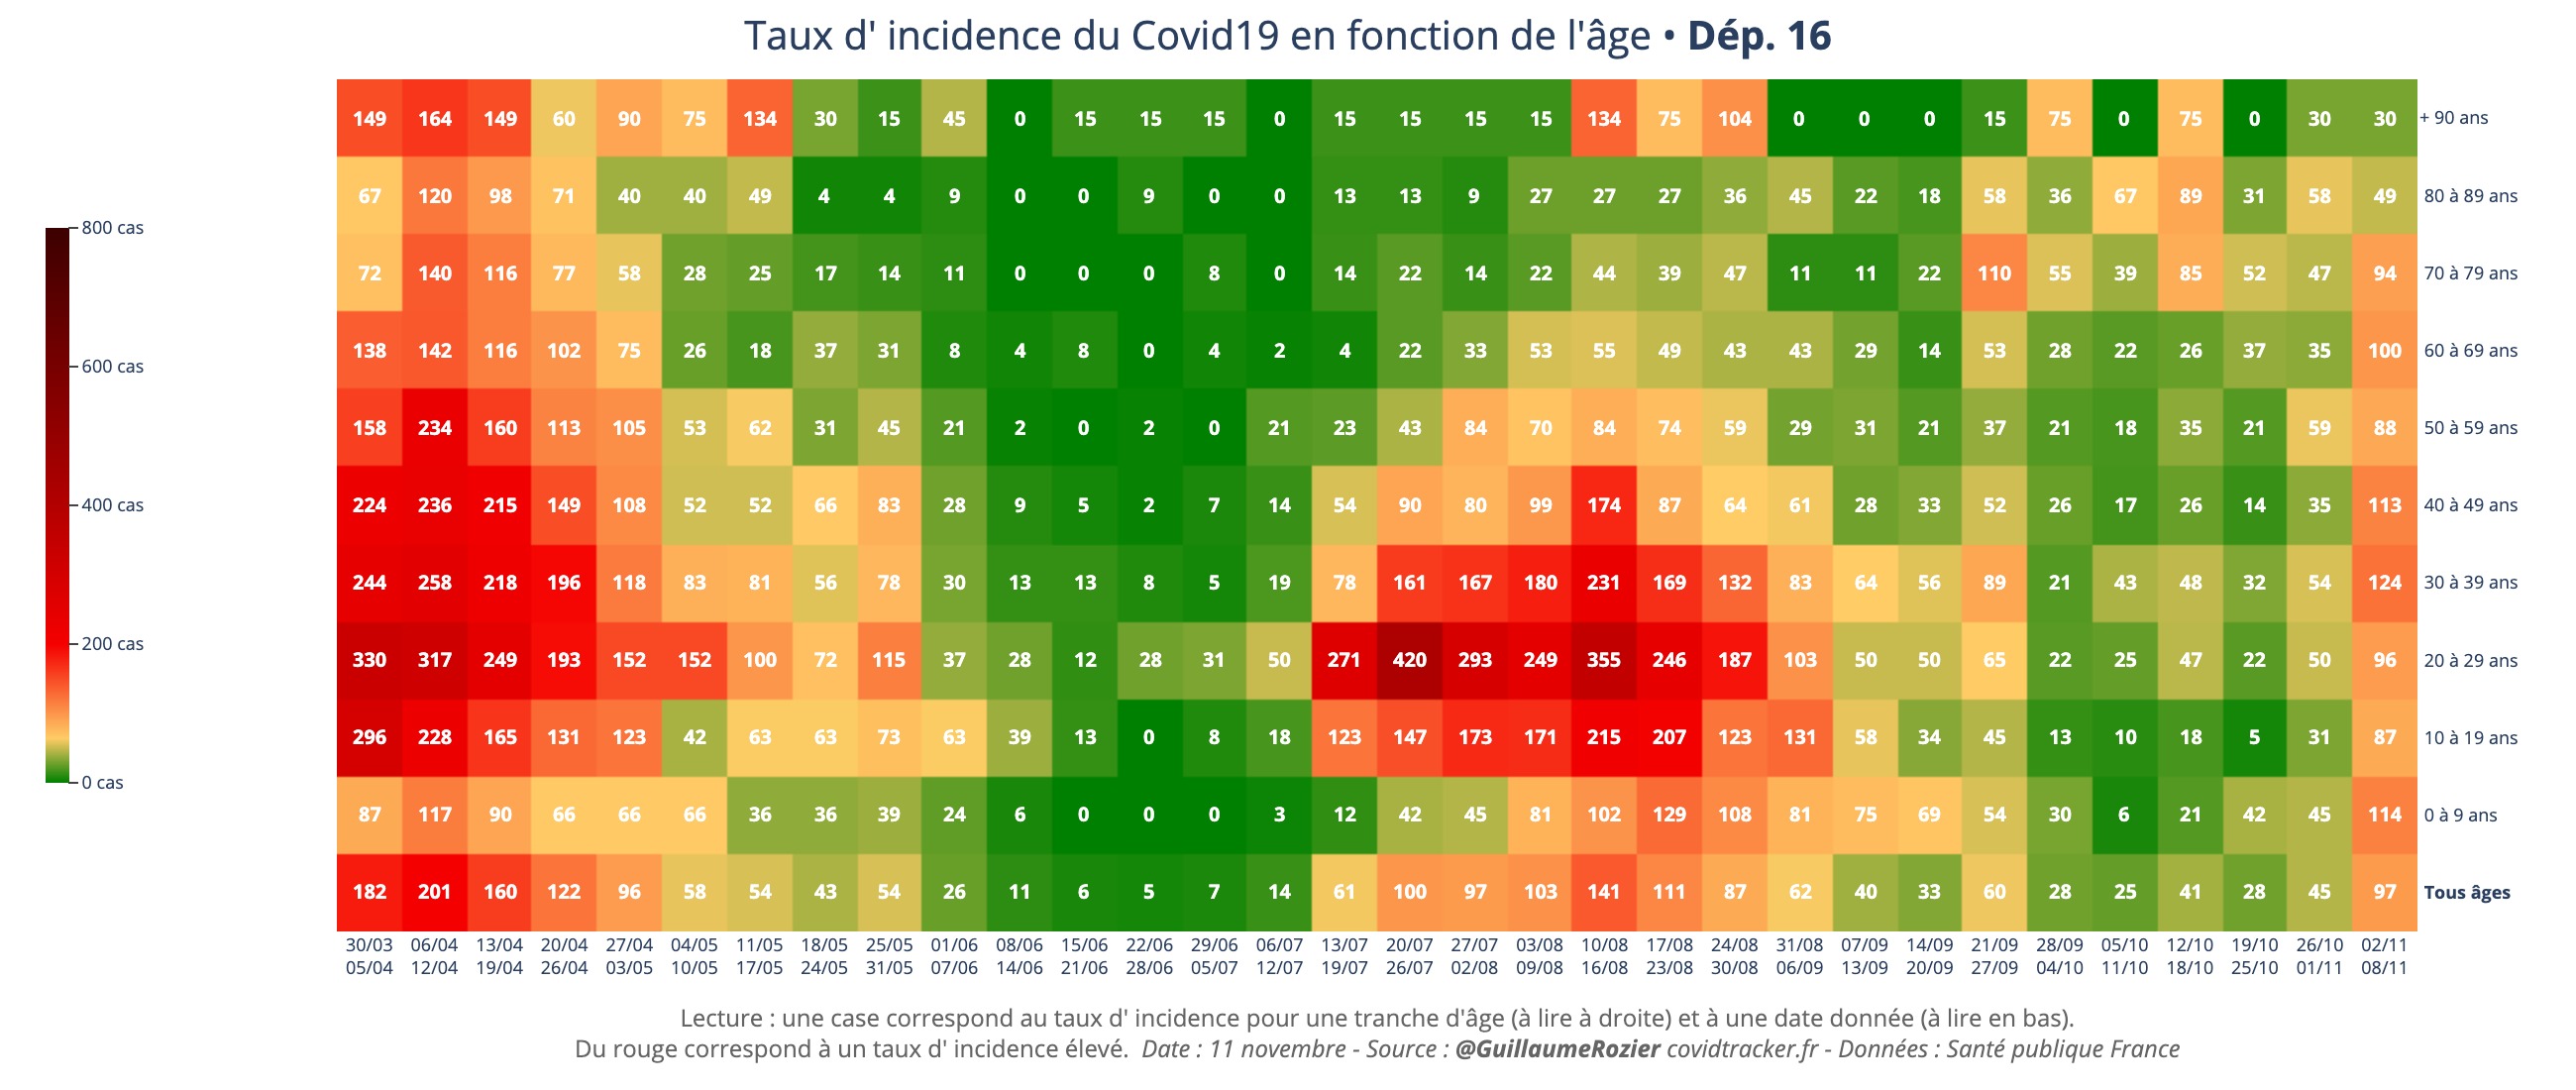 Taux d' incidence du Covid19 en fonction de l'âge • Dép. 16
800 cas
600 cas
400 cas
200 cas
0 cas
149 164 149 60 90 75 134 30 15 45 0 15 15 15 0 15 15 15 15 134 75 104 0 0 0 15 75 0 75 0 30 30 + 90 ans
67 120 98 71 40 40 49 4 4 9 0 0 9 0 0 13 13 9 27 27 27 36 45 22 18 58 36 67 89 31 58 49 80 à 89 ans
72 140 116 77 58 28 25 17 14 11 0 0 0 8 0 14 22 14 22 44 39 47 11 11 22 110 55 39 85 52 47 94 70 à 79 ans
138 142 116 102 75 26 18 37 31 8 4 8 0 4 2 4 22 33 53 55 49 43 43 29 14 53 28 22 26 37 35 100 60 à 69 ans
158 234 160 113 105 53 62 31 45 21 2 0 2 0 21 23 43 84 70 84 74 59 29 31 21 37 21 18 35 21 59 88 50 à 59 ans
224 236 215 149 108 52 52 66 83 28 9 5 2 7 14 54 90 80 99 174 87 64 61 28 33 52 26 17 26 14 35 113 40 à 49 ans
244 258 218 196 118 83 81 56 78 30 13 13 8 5 19 78 161 167 180 231 169 132 83 64 56 89 21 43 48 32 54 124 30 à 39 ans
330 317 249 193 152 152 100 72 115 37 28 12 28 31 50 271 420 293 249 355 246 187 103 50 50 65 22 25 47 22 50 96 20 à 29 ans
296 228 165 131 123 42 63 63 73 63 39 13 0 8 18 123 147 173 171 215 207 123 131 58 34 45 13 10 18 5 31 87 10 à 19 ans
87 117 90 66 66 66 36 36 39 24 6 0 0 0 3 12 42 45 81 102 129 108 81 75 69 54 30 6 21 42 45 114 0 à 9 ans
182 201 160 122 96 58 54 43 54 26 11 6 5 7 14 61 100 97 103 141 111 87 62 40 33 60 28 25 41 28 45 97 Tous âges
30/03 06/04 13/04 20/04 27/04 04/05 11/05 18/05 25/05 01/06 08/06 15/06 22/06 29/06 06/07 13/07 20/07 27/07 03/08 10/08 17/08 24/08 31/08 07/09 14/09 21/09 28/09 05/10 12/10 19/10 26/10 02/11
05/04 12/04 19/04 26/04 03/05 10/05 17/05 24/05 31/05 07/06 14/06 21/06 28/06 05/07 12/07 19/07 26/07 02/08 09/08 16/08 23/08 30/08 06/09 13/09 20/09 27/09 04/10 11/10 18/10 25/10 01/11 08/11
Lecture : une case correspond au taux d' incidence pour une tranche d'âge (à lire à droite) et à une date donnée (à lire en bas).
Du rouge correspond à un taux d' incidence élevé. Date : 11 novembre - Source : @GuillaumeRozier covidtracker.fr - Données : Santé publique France